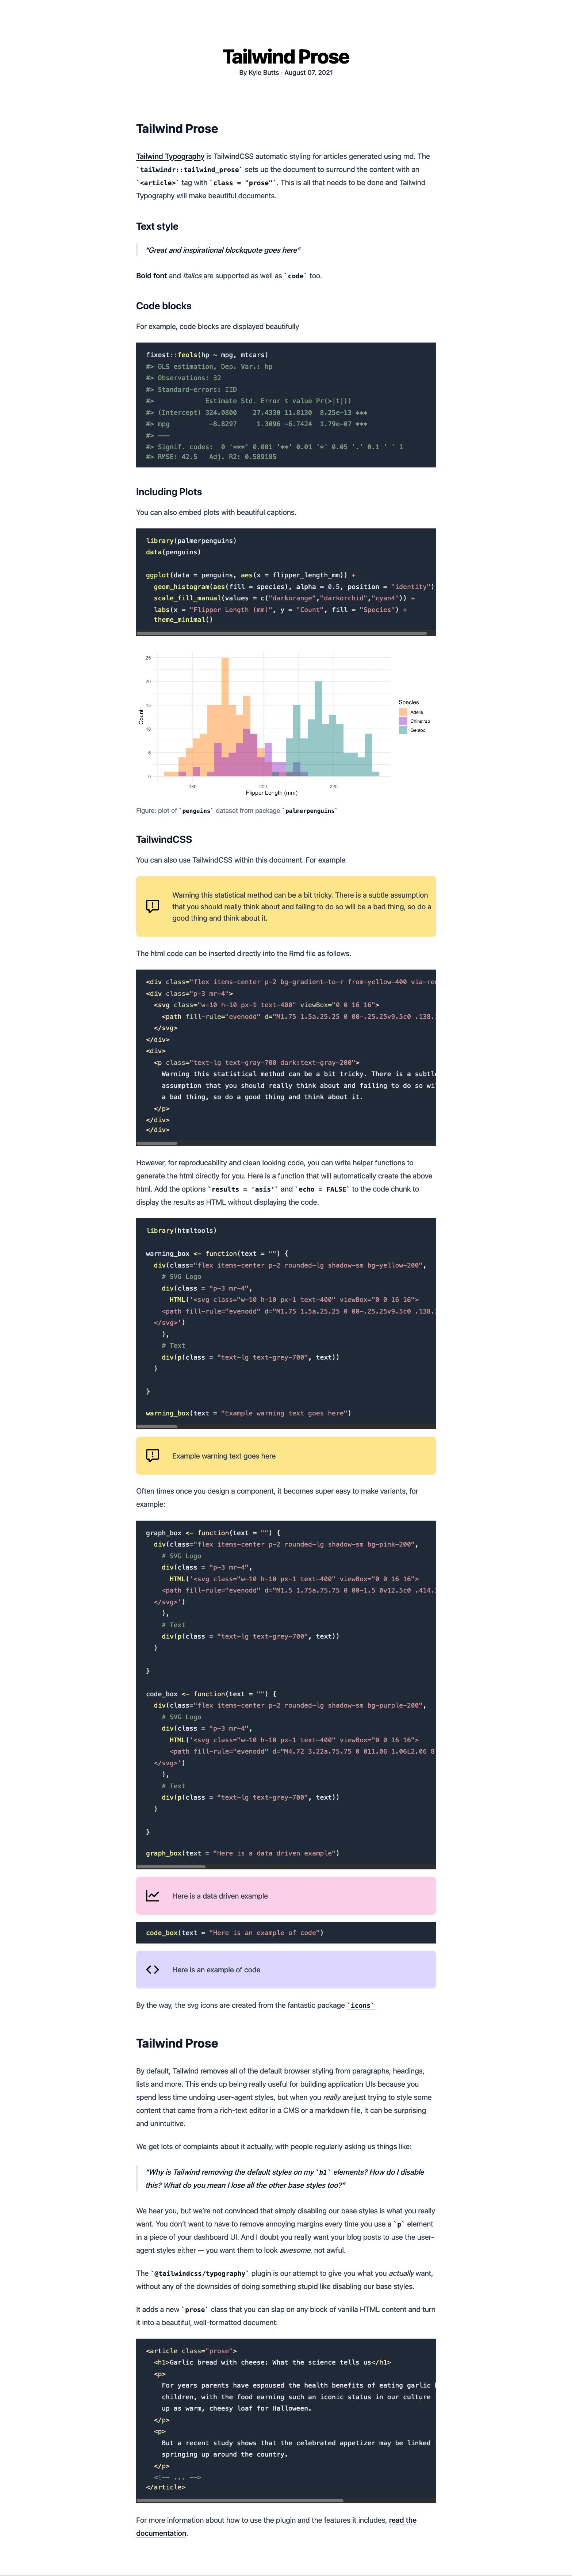 Tailwind Prose
By Kyle Butts · August 07, 2021
Tailwind Prose
Tailwind Typography is TailwindCSS automatic styling for articles generated using md. The
`tailwindr::tailwind_prose` sets up the document to surround the content with an
`<article>` tag with `class = "prose"`. This is all that needs to be done and Tailwind
Typography will make beautiful documents.
Text style
“Great and inspirational blockquote goes here”
Bold font and italics are supported as well as `code` too.
Code blocks
For example, code blocks are displayed beautifully
fixest::feols(hp ~ mpg, mtcars)
#> OLS estimation, Dep. Var.: hp
#> Observations: 32
#> Standard-errors: IID
#>             Estimate Std. Error t value Pr(>|t|))
#> (Intercept) 324.0800    27.4330 11.8130  8.25e-13 ***
#> mpg          -8.8297     1.3096 -6.7424  1.79e-07 ***
#> ---
#> Signif. codes:  0 '***' 0.001 '**' 0.01 '*' 0.05 '.' 0.1 ' ' 1
#> RMSE: 42.5   Adj. R2: 0.589185
Including Plots
You can also embed plots with beautiful captions.
library(palmerpenguins)
data(penguins)
ggplot(data = penguins, aes(x = flipper_length_mm)) +
  geom_histogram(aes(fill = species), alpha = 0.5, position = "identity")
  scale_fill_manual(values = c("darkorange","darkorchid","cyan4")) +
  labs(x = "Flipper Length (mm)", y = "Count", fill = "Species") +
  theme_minimal()
25
20
15
10
5
0
Count
180
200
220
Flipper Length (mm)
Species
Adelie
Chinstrap
Gentoo
Figure: plot of `penguins` dataset from package `palmerpenguins`
TailwindCSS
You can also use TailwindCSS within this document. For example
Warning this statistical method can be a bit tricky. There is a subtle assumption
that you should really think about and failing to do so will be a bad thing, so do a
good thing and think about it.
The html code can be inserted directly into the Rmd file as follows.
<div class="flex items-center p-2 bg-gradient-to-r from-yellow-400 via-re
<div class="p-3 mr-4">
  <svg class="w-10 h-10 px-1 text-400" viewBox="0 0 16 16">
    <path fill-rule="evenodd" d="M1.75 1.5a.25.25 0 00-.25.25v9.5c0 .138.
  </svg>
</div>
<div>
  <p class="text-lg text-gray-700 dark:text-gray-200">
    Warning this statistical method can be a bit tricky. There is a subtl
    assumption that you should really think about and failing to do so wi
    a bad thing, so do a good thing and think about it.
  </p>
</div>
</div>
However, for reproducability and clean looking code, you can write helper functions to
generate the html directly for you. Here is a function that will automatically create the above
html. Add the options `results = 'asis'` and `echo = FALSE` to the code chunk to
display the results as HTML without displaying the code.
library(htmltools)
warning_box <- function(text = "") {
  div(class="flex items-center p-2 rounded-lg shadow-sm bg-yellow-200",
    # SVG Logo
    div(class = "p-3 mr-4",
      HTML('<svg class="w-10 h-10 px-1 text-400" viewBox="0 0 16 16">
    <path fill-rule="evenodd" d="M1.75 1.5a.25.25 0 00-.25.25v9.5c0 .138.
  </svg>')
    ),
    # Text
    div(p(class = "text-lg text-grey-700", text))
  )
}
warning_box(text = "Example warning text goes here")
Example warning text goes here
Often times once you design a component, it becomes super easy to make variants, for
example:
graph_box <- function(text = "") {
  div(class="flex items-center p-2 rounded-lg shadow-sm bg-pink-200",
    # SVG Logo
    div(class = "p-3 mr-4",
      HTML('<svg class="w-10 h-10 px-1 text-400" viewBox="0 0 16 16">
    <path fill-rule="evenodd" d="M1.5 1.75a.75.75 0 00-1.5 0v12.5c0 .414.
  </svg>')
    ),
    # Text
    div(p(class = "text-lg text-grey-700", text))
  )
}
code_box <- function(text = "") {
  div(class="flex items-center p-2 rounded-lg shadow-sm bg-purple-200",
    # SVG Logo
    div(class = "p-3 mr-4",
      HTML('<svg class="w-10 h-10 px-1 text-400" viewBox="0 0 16 16">
      <path fill-rule="evenodd" d="M4.72 3.22a.75.75 0 011.06 1.06L2.06 8
  </svg>')
    ),
    # Text
    div(p(class = "text-lg text-grey-700", text))
  )
}
graph_box(text = "Here is a data driven example")
Here is a data driven example
code_box(text = "Here is an example of code")
Here is an example of code
By the way, the svg icons are created from the fantastic package `icons`
Tailwind Prose
By default, Tailwind removes all of the default browser styling from paragraphs, headings,
lists and more. This ends up being really useful for building application UIs because you
spend less time undoing user-agent styles, but when you really are just trying to style some
content that came from a rich-text editor in a CMS or a markdown file, it can be surprising
and unintuitive.
We get lots of complaints about it actually, with people regularly asking us things like:
“Why is Tailwind removing the default styles on my `h1` elements? How do I disable
this? What do you mean I lose all the other base styles too?”
We hear you, but we’re not convinced that simply disabling our base styles is what you really
want. You don’t want to have to remove annoying margins every time you use a `p` element
in a piece of your dashboard UI. And I doubt you really want your blog posts to use the user-
agent styles either — you want them to look awesome, not awful.
The `@tailwindcss/typography` plugin is our attempt to give you what you actually want,
without any of the downsides of doing something stupid like disabling our base styles.
It adds a new `prose` class that you can slap on any block of vanilla HTML content and turn
it into a beautiful, well-formatted document:
<article class="prose">
  <h1>Garlic bread with cheese: What the science tells us</h1>
  <p>
    For years parents have espoused the health benefits of eating garlic
    children, with the food earning such an iconic status in our culture
    up as warm, cheesy loaf for Halloween.
  </p>
  <p>
    But a recent study shows that the celebrated appetizer may be linked
    springing up around the country.
  </p>
  <!-- ... -->
</article>
For more information about how to use the plugin and the features it includes, read the
documentation.